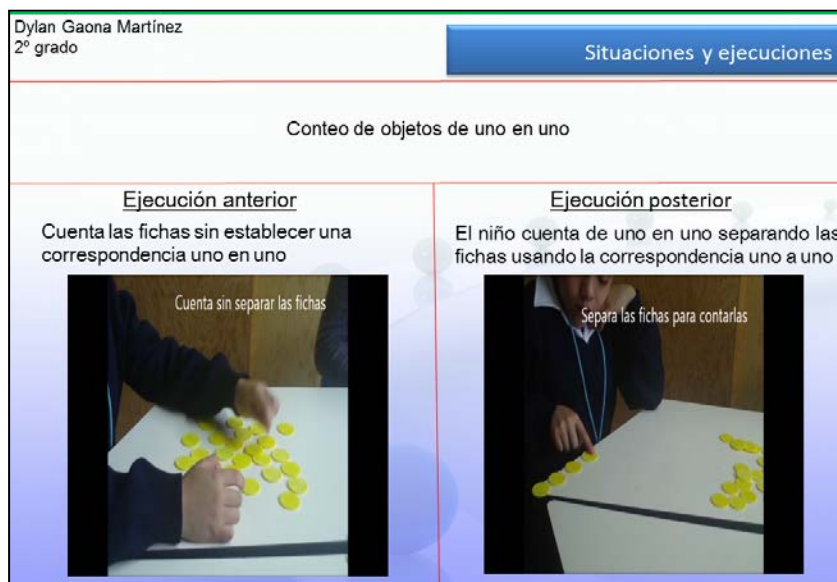 Dylan Gaona Martínez
2º grado
Situaciones y ejecuciones
Conteo de objetos de uno en uno
Ejecución anterior
Cuenta las fichas sin establecer una
correspondencia uno en uno
Cuenta sin separar las fichas
Ejecución posterior
El niño cuenta de uno en uno separando las
fichas usando la correspondencia uno a uno
Separa las fichas para contarlas